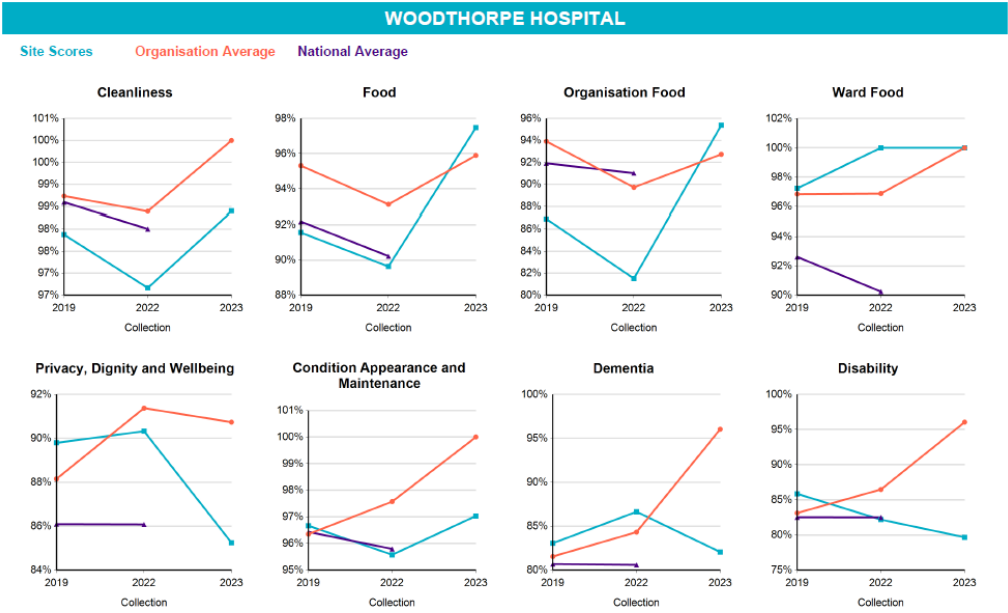 WOODTHORPE HOSPITAL
Site Scores Organisation Average National Average
Cleanliness
101%
100%
100%
99%
99%
98%
98%
97%
97%
2019 2022 2023
Collection
Food
98%
96%
94%
92%
90%
88%
2019 2022 2023
Collection
Organisation Food
96%
94%
92%
90%
88%
86%
84%
82%
80%
2019 2022 2023
Collection
Ward Food
102%
100%
98%
96%
94%
92%
90%
2019 2022 2023
Collection
Privacy, Dignity and Wellbeing
92%
90%
88%
86%
84%
2019 2022 2023
Collection
Condition Appearance and
Maintenance
101%
100%
99%
98%
97%
96%
95%
2019 2022 2023
Collection
Dementia
100%
95%
90%
85%
80%
2019 2022 2023
Collection
Disability
100%
95%
90%
85%
80%
75%
2019 2022 2023
Collection